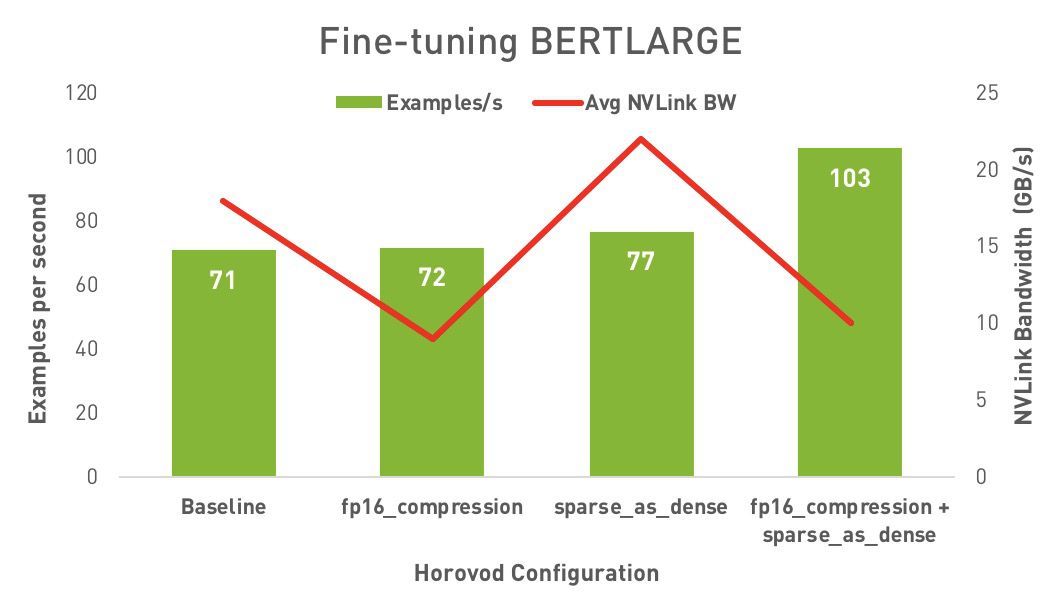 Fine-tuning BERTLARGE
Examples/s
Avg NVLink BW
120
100
80
60
40
20
0
Examples per second
25
20
15
10
5
0
NVLink Bandwidth (GB/s)
71
72
77
103
Baseline
fp16_compression
sparse_as_dense
fp16_compression +
sparse_as_dense
Horovod Configuration